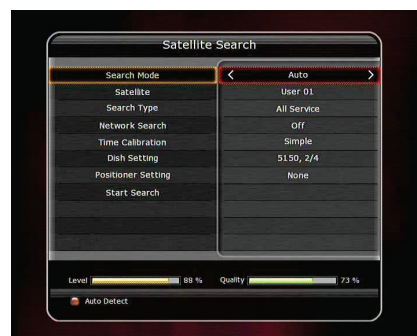 Satellite Search
Search Mode < Auto >
Satellite User 01
Search Type All Service
Network Search Off
Time Calibration Simple
Dish Setting 5150, 2/4
Positioner Setting None
Start Search
Level 88 % Quality 73 %
Auto Detect